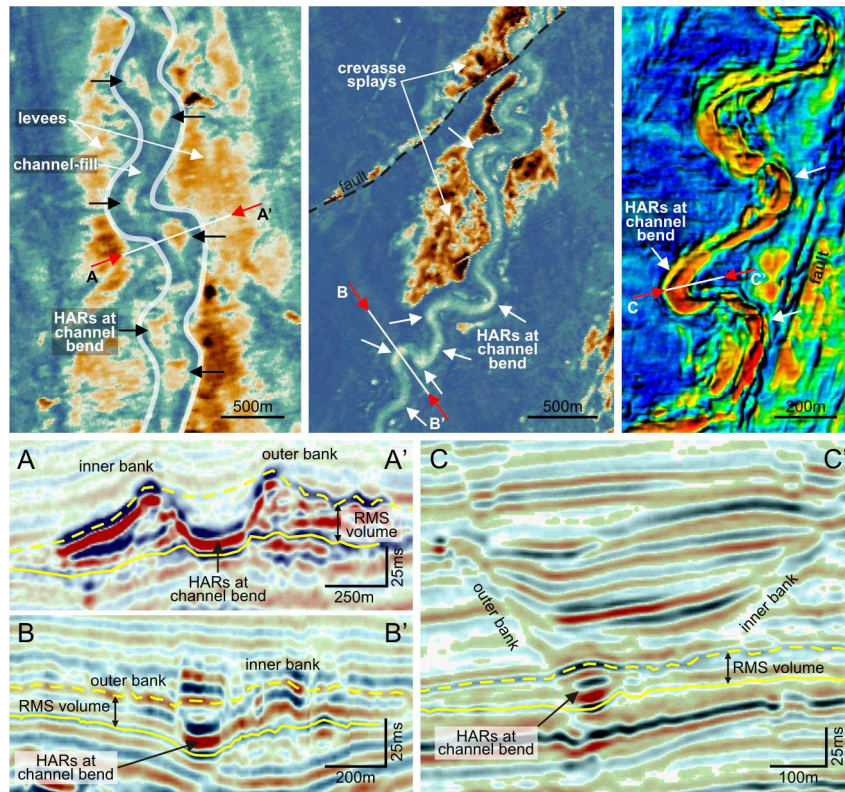 levees
channel-fill
A'
A
HARs at
channel
bend
500m
crevasse
splays
fault
B
HARs at
channel
bend
B'
500m
HARs at
channel
bend
C'
C
fault
200m
A
A'
inner bank
outer bank
RMS
volume
HARs at
channel bend
250m
25ms
B
B'
outer bank
inner bank
RMS volume
HARs at
channel bend
200m
25ms
C
C'
outer bank
inner bank
RMS volume
HARs at
channel bend
100m
25ms